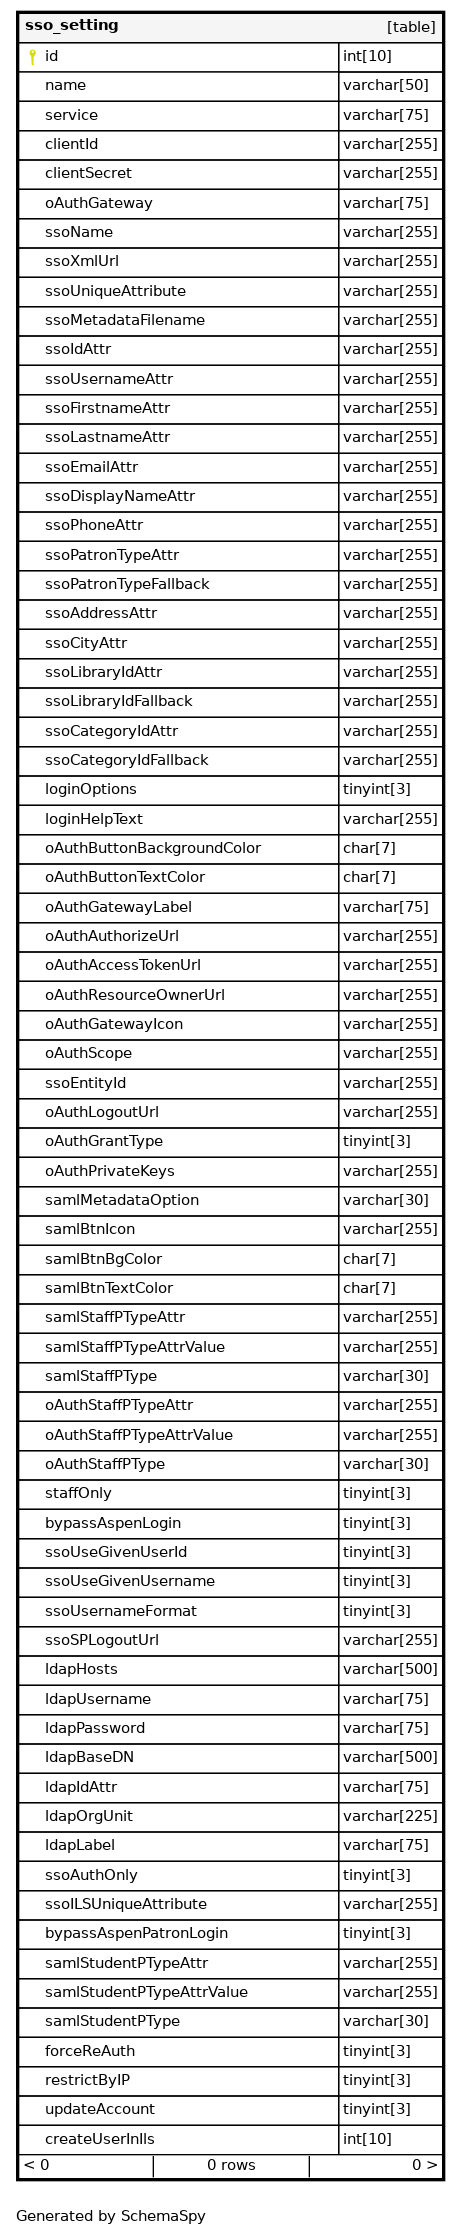 sso_setting [table]
id int[10]
name varchar[50]
service varchar[75]
clientId varchar[255]
clientSecret varchar[255]
oAuthGateway varchar[75]
ssoName varchar[255]
ssoXmlUrl varchar[255]
ssoUniqueAttribute varchar[255]
ssoMetadataFilename varchar[255]
ssoIdAttr varchar[255]
ssoUsernameAttr varchar[255]
ssoFirstnameAttr varchar[255]
ssoLastnameAttr varchar[255]
ssoEmailAttr varchar[255]
ssoDisplayNameAttr varchar[255]
ssoPhoneAttr varchar[255]
ssoPatronTypeAttr varchar[255]
ssoPatronTypeFallback varchar[255]
ssoAddressAttr varchar[255]
ssoCityAttr varchar[255]
ssoLibraryIdAttr varchar[255]
ssoLibraryIdFallback varchar[255]
ssoCategoryIdAttr varchar[255]
ssoCategoryIdFallback varchar[255]
loginOptions tinyint[3]
loginHelpText varchar[255]
oAuthButtonBackgroundColor char[7]
oAuthButtonTextColor char[7]
oAuthGatewayLabel varchar[75]
oAuthAuthorizeUrl varchar[255]
oAuthAccessTokenUrl varchar[255]
oAuthResourceOwnerUrl varchar[255]
oAuthGatewayIcon varchar[255]
oAuthScope varchar[255]
ssoEntityId varchar[255]
oAuthLogoutUrl varchar[255]
oAuthGrantType tinyint[3]
oAuthPrivateKeys varchar[255]
samlMetadataOption varchar[30]
samlBtnIcon varchar[255]
samlBtnBgColor char[7]
samlBtnTextColor char[7]
samlStaffPTypeAttr varchar[255]
samlStaffPTypeAttrValue varchar[255]
samlStaffPType varchar[30]
oAuthStaffPTypeAttr varchar[255]
oAuthStaffPTypeAttrValue varchar[255]
oAuthStaffPType varchar[30]
staffOnly tinyint[3]
bypassAspenLogin tinyint[3]
ssoUseGivenUserId tinyint[3]
ssoUseGivenUsername tinyint[3]
ssoUsernameFormat tinyint[3]
ssoSPLogoutUrl varchar[255]
ldapHosts varchar[500]
ldapUsername varchar[75]
ldapPassword varchar[75]
ldapBaseDN varchar[500]
ldapIdAttr varchar[75]
ldapOrgUnit varchar[225]
ldapLabel varchar[75]
ssoAuthOnly tinyint[3]
ssoILSUniqueAttribute varchar[255]
bypassAspenPatronLogin tinyint[3]
samlStudentPTypeAttr varchar[255]
samlStudentPTypeAttrValue varchar[255]
samlStudentPType varchar[30]
forceReAuth tinyint[3]
restrictByIP tinyint[3]
updateAccount tinyint[3]
createUserInIls int[10]
< 0 0 rows 0 >
Generated by SchemaSpy